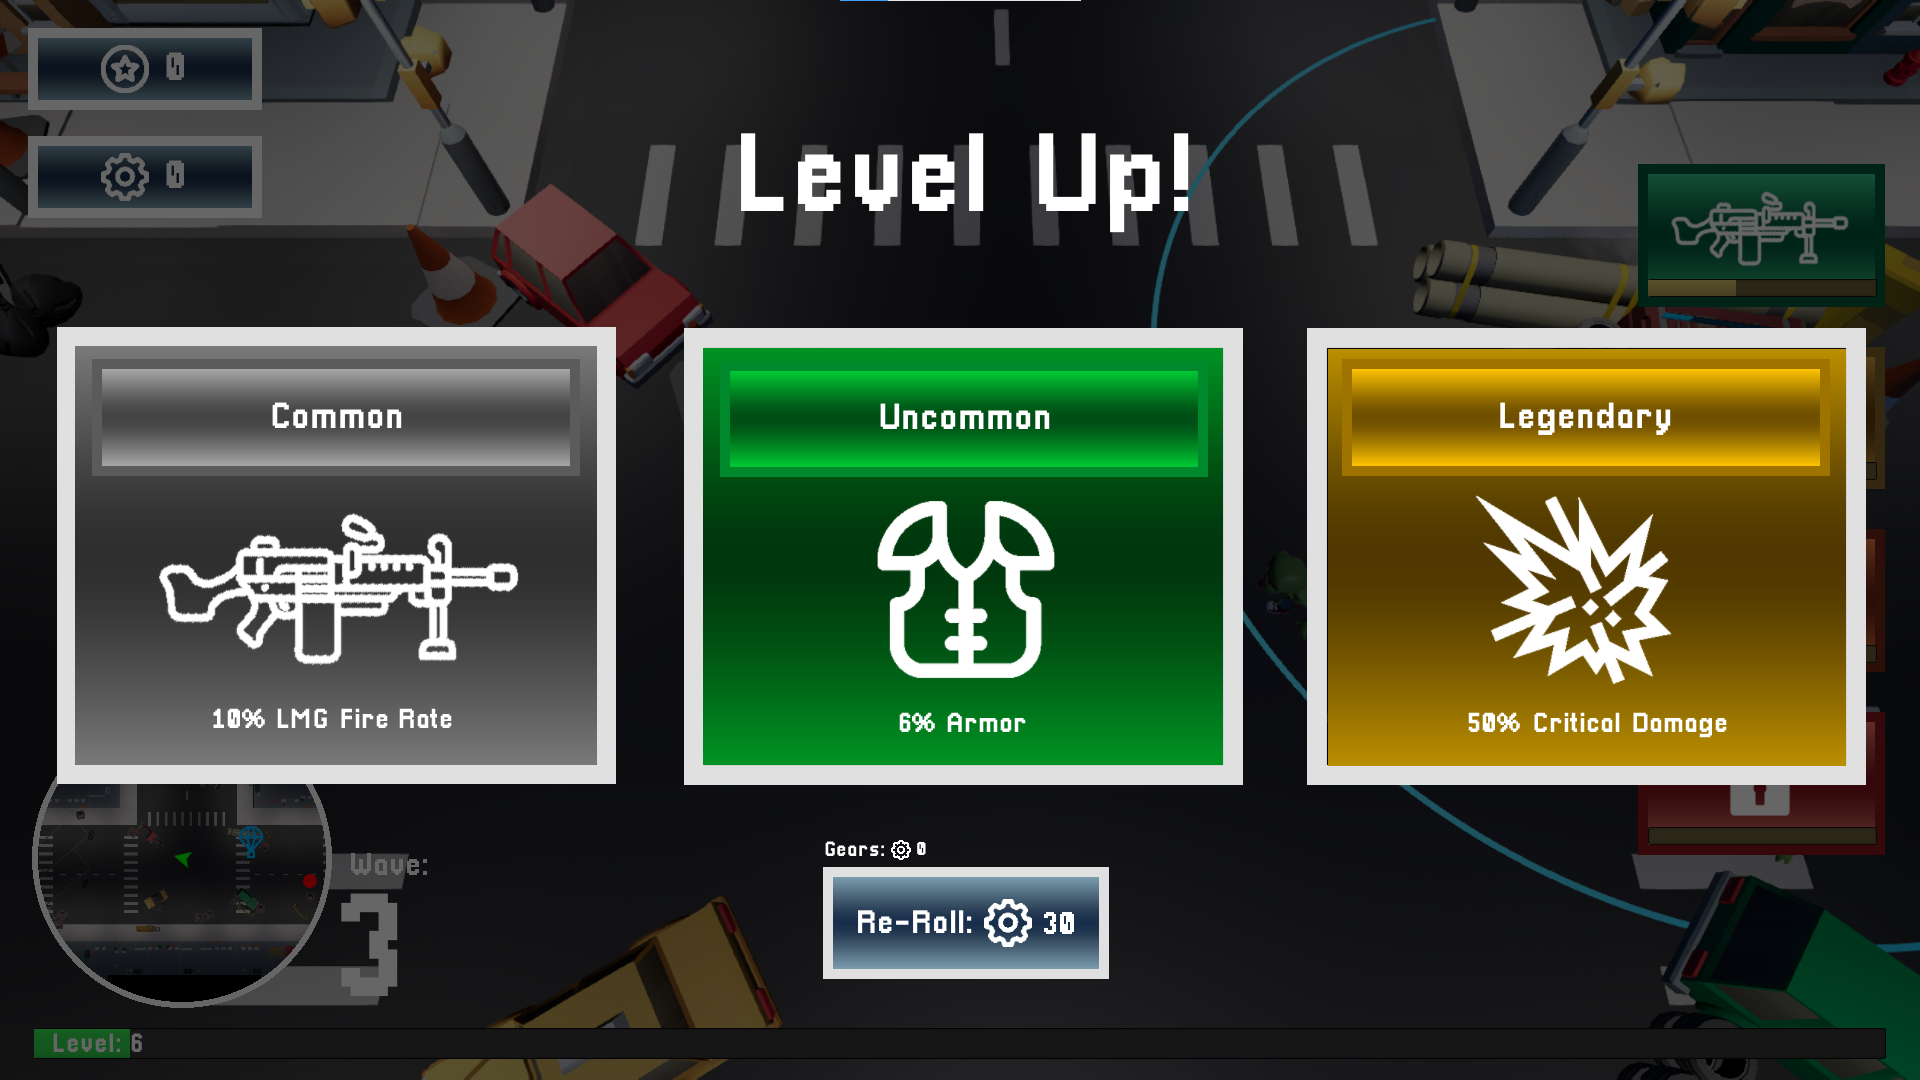 0
0
Level Up!
Common
Uncommon
Legendary
10% LMG Fire Rate
6% Armor
50% Critical Damage
Gears: 0
Re-Roll: 30
Wave:
3
Level: 6